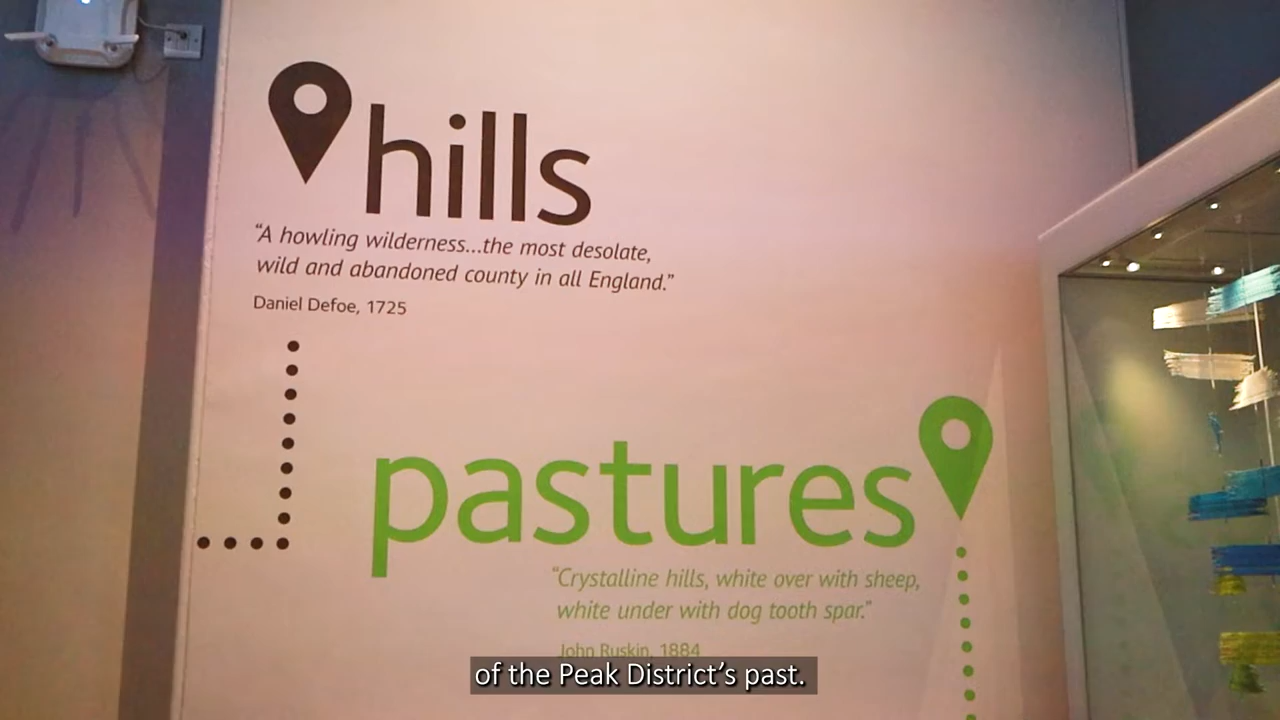 hills
“A howling wilderness...the most desolate,
wild and abandoned county in all England.”
Daniel Defoe, 1725
pastures
“Crystalline hills, white over with sheep,
white under with dog tooth spar.”
John Ruskin, 1884
of the Peak District’s past.